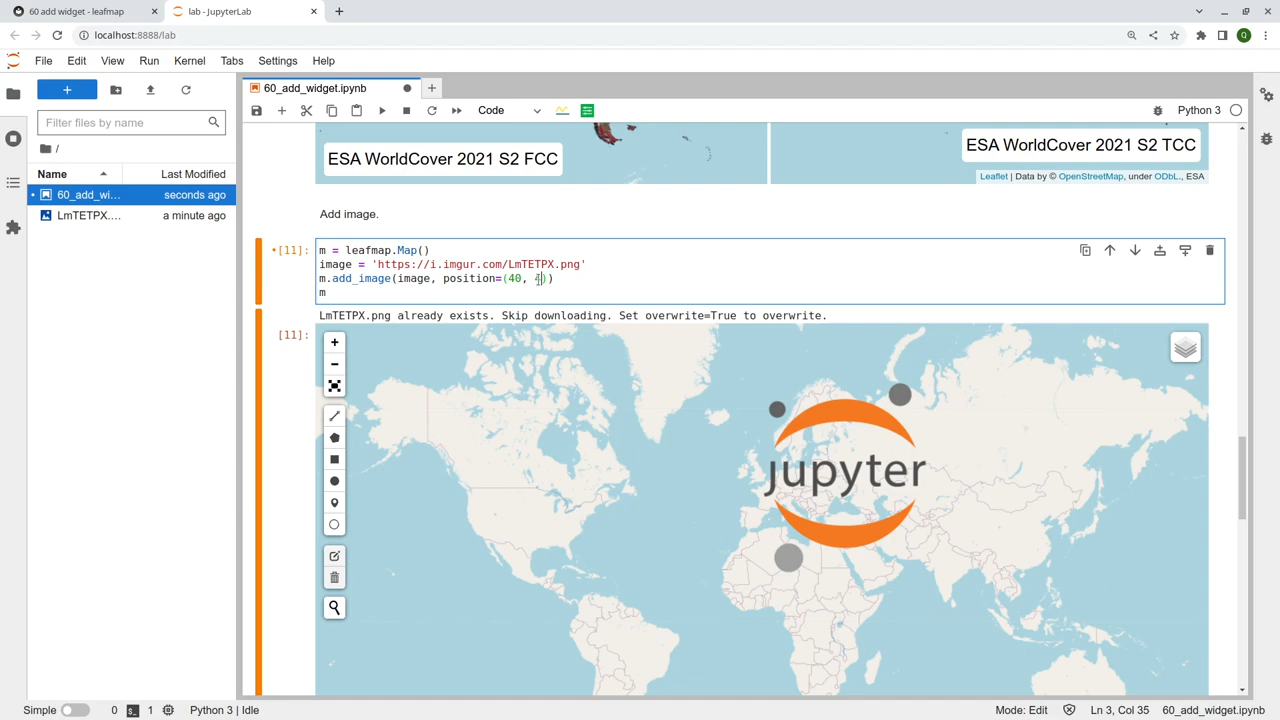 60 add widget - leafmap
lab - JupyterLab
localhost:8888/lab
Q
File Edit View Run Kernel Tabs Settings Help
60_add_widget.ipynb
Code
Python 3
Filter files by name
/
Name
Last Modified
60_add_wi...
seconds ago
LmTETPX....
a minute ago
ESA WorldCover 2021 S2 FCC
ESA WorldCover 2021 S2 TCC
Leaflet | Data by © OpenStreetMap, under ODbL., ESA
Add image.
[11]:
m = leafmap.Map()
image = 'https://i.imgur.com/LmTETPX.png'
m.add_image(image, position=(40, 4))
m
LmTETPX.png already exists. Skip downloading. Set overwrite=True to overwrite.
[11]:
+
−
jupyter
Simple
0
1
Python 3 | Idle
Mode: Edit
Ln 3, Col 35
60_add_widget.ipynb